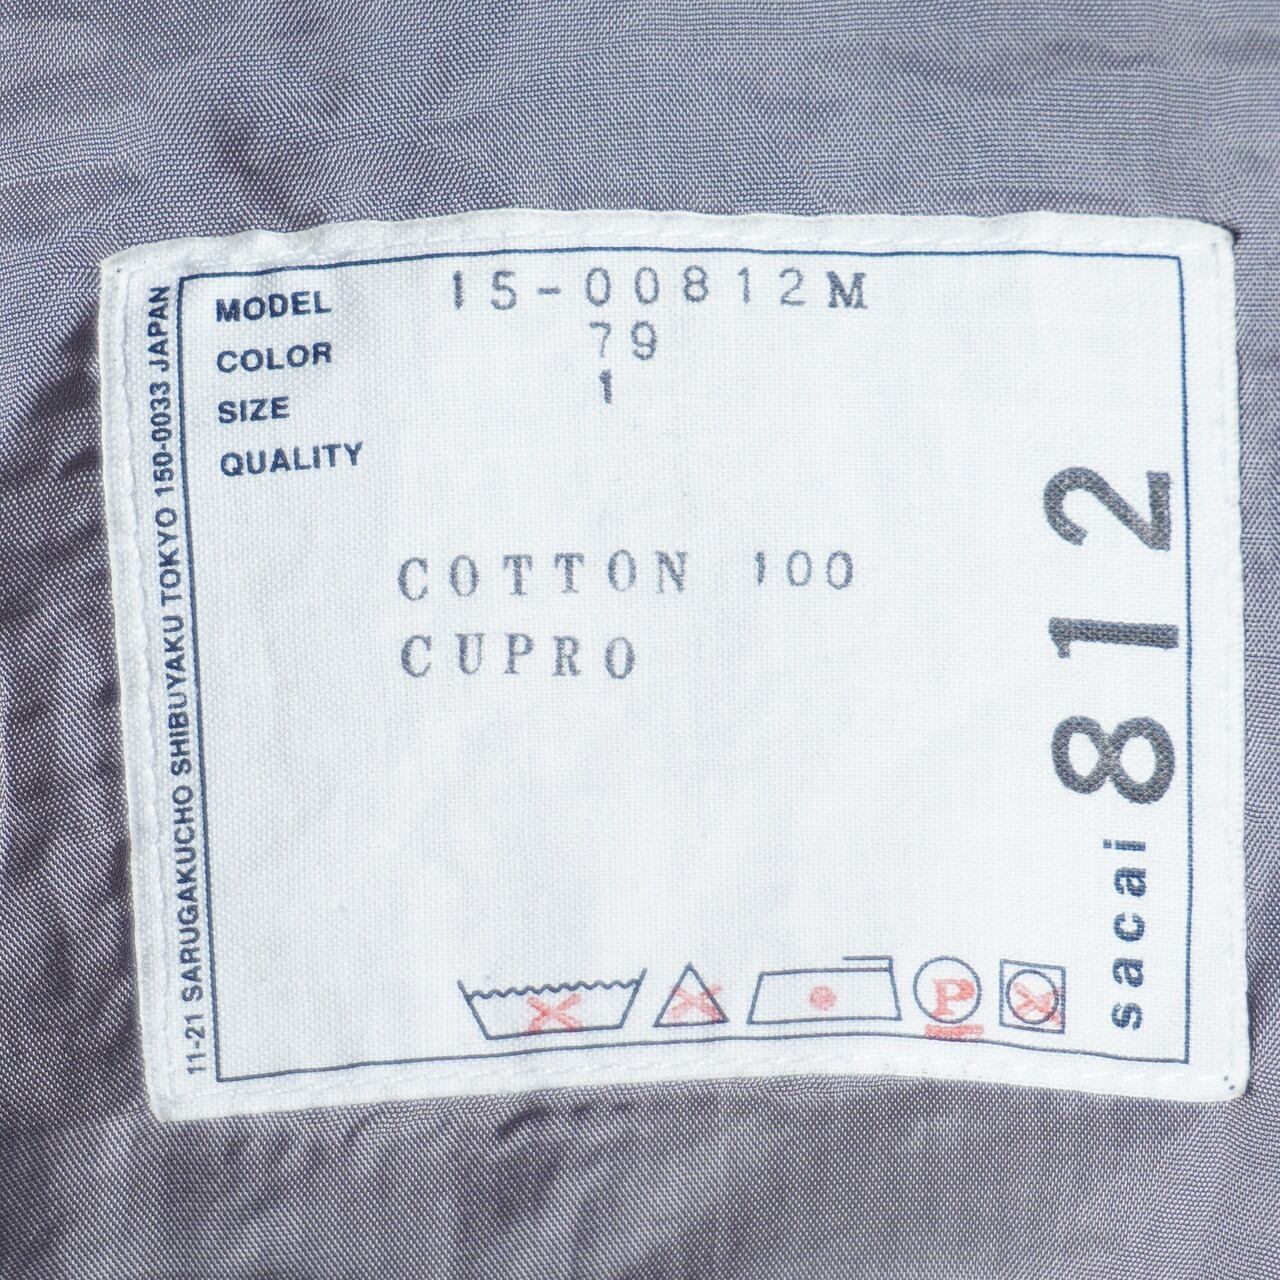 MODEL 15-00812M
COLOR 79
SIZE 1
QUALITY
COTTON 100
CUPRO
P
sacai 812
11-21 SARUGAKUCHO SHIBUYAKU TOKYO 150-0033 JAPAN